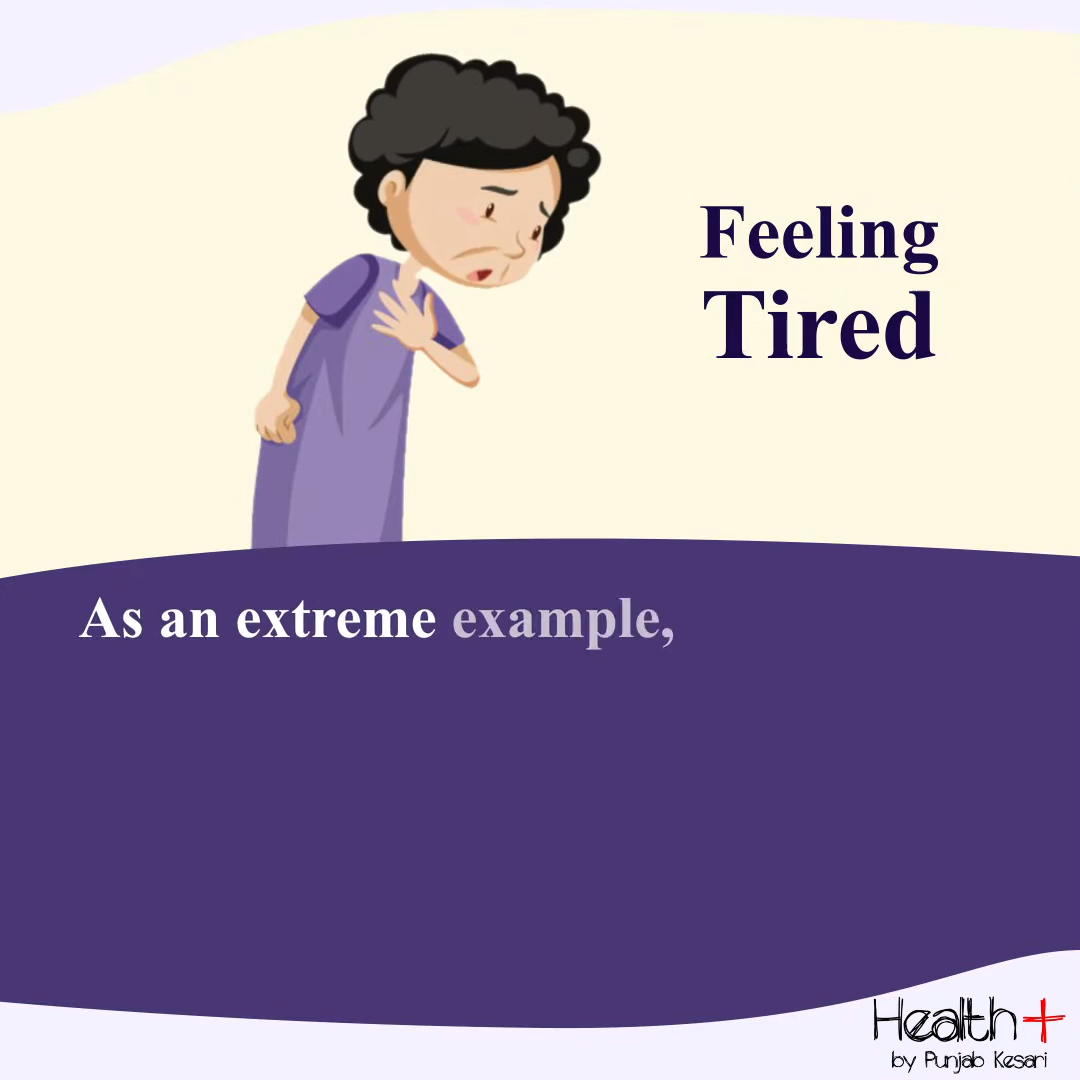 Feeling
Tired
As an extreme example,
Health+
by Punjab Kesari